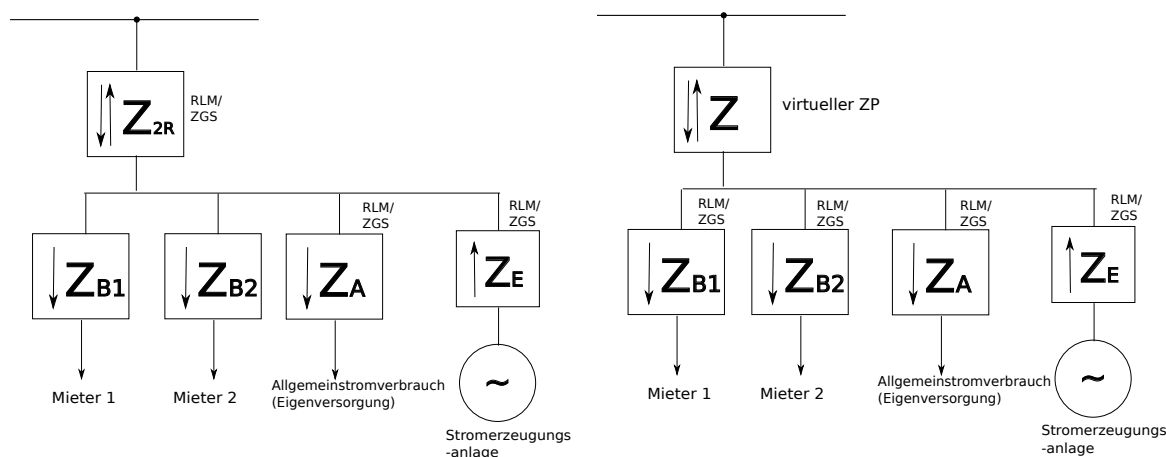 Z2R
RLM/
ZGS
ZB1
ZB2
RLM/
ZGS
ZA
RLM/
ZGS
ZE
~
Mieter 1
Mieter 2
Allgemeinstromverbrauch
(Eigenversorgung)
Stromerzeugungs
-anlage
Z
virtueller ZP
RLM/
ZGS
ZB1
RLM/
ZGS
ZB2
RLM/
ZGS
ZA
RLM/
ZGS
ZE
~
Mieter 1
Mieter 2
Allgemeinstromverbrauch
(Eigenversorgung)
Stromerzeugungs
-anlage